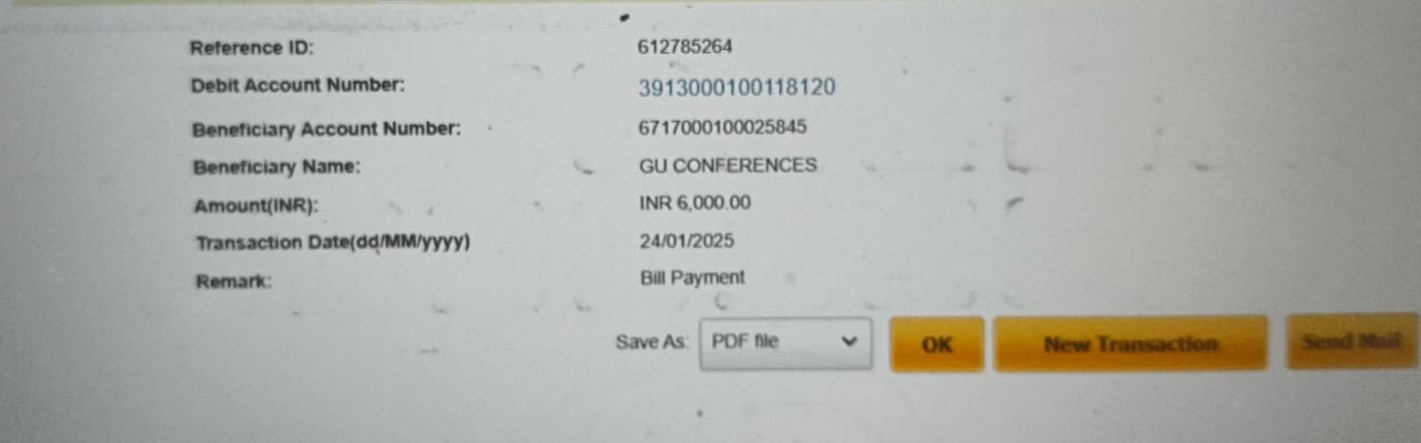 Reference ID: 612785264
Debit Account Number: 3913000100118120
Beneficiary Account Number: 6717000100025845
Beneficiary Name: GU CONFERENCES
Amount(INR): INR 6,000.00
Transaction Date(dd/MM/yyyy) 24/01/2025
Remark: Bill Payment
Save As: PDF file OK New Transaction Send Mail